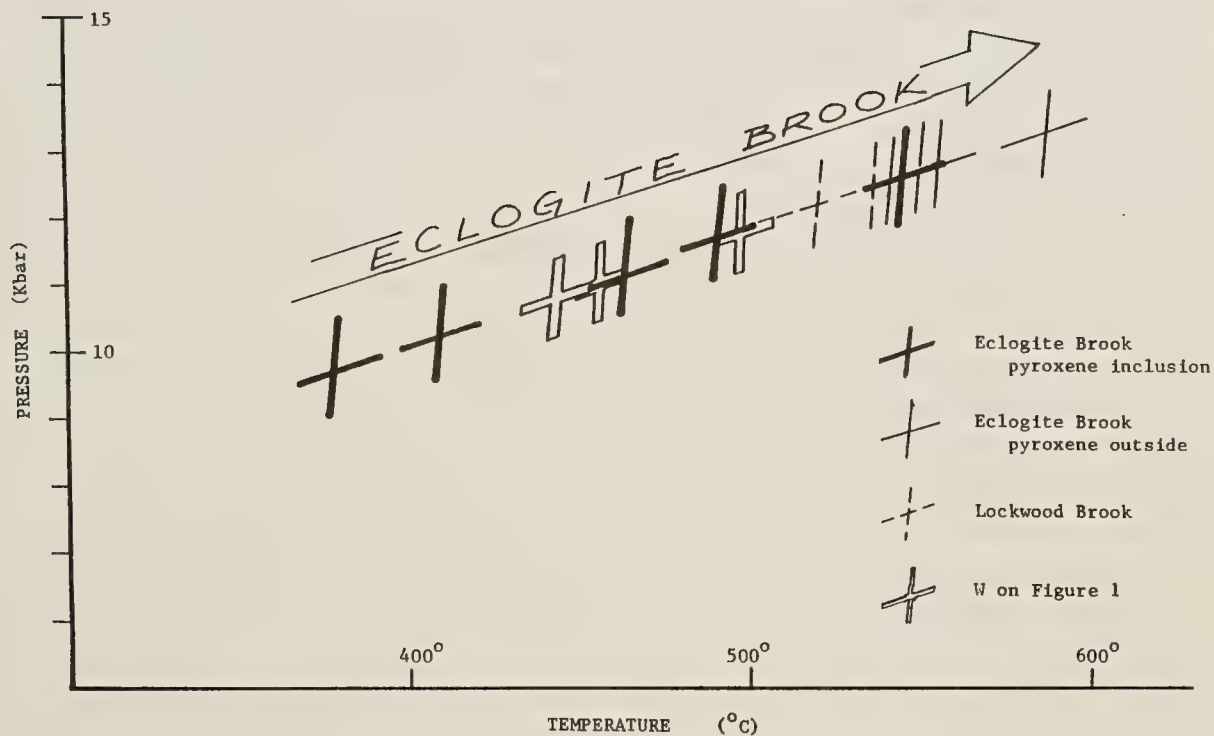 15
ECLOGITE BROOK
10
PRESSURE (Kbar)
Eclogite Brook
pyroxene inclusion
Eclogite Brook
pyroxene outside
Lockwood Brook
W on Figure 1
400° 500° 600°
TEMPERATURE (°C)